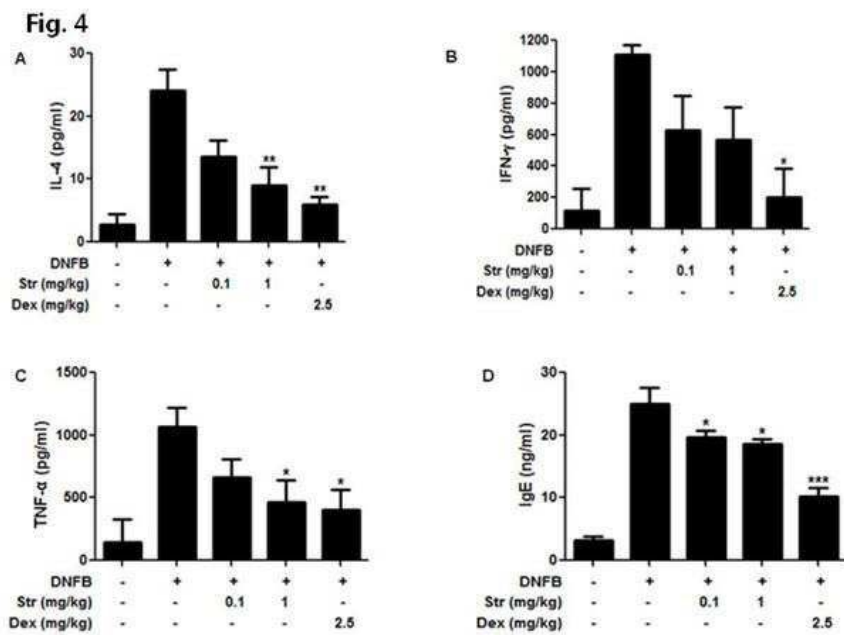 Fig. 4
A
IL-4 (pg/ml)
30
20
10
0
** **
DNFB - + + + +
Str (mg/kg) - - 0.1 1 -
Dex (mg/kg) - - - - 2.5
B
IFN-γ (pg/ml)
1200
1000
800
600
400
200
0
*
DNFB - + + + +
Str (mg/kg) - - 0.1 1 -
Dex (mg/kg) - - - - 2.5
C
TNF-α (pg/ml)
1500
1000
500
0
* *
DNFB - + + + +
Str (mg/kg) - - 0.1 1 -
Dex (mg/kg) - - - - 2.5
D
IgE (ng/ml)
30
20
10
0
* * ***
DNFB - + + + +
Str (mg/kg) - - 0.1 1 -
Dex (mg/kg) - - - - 2.5